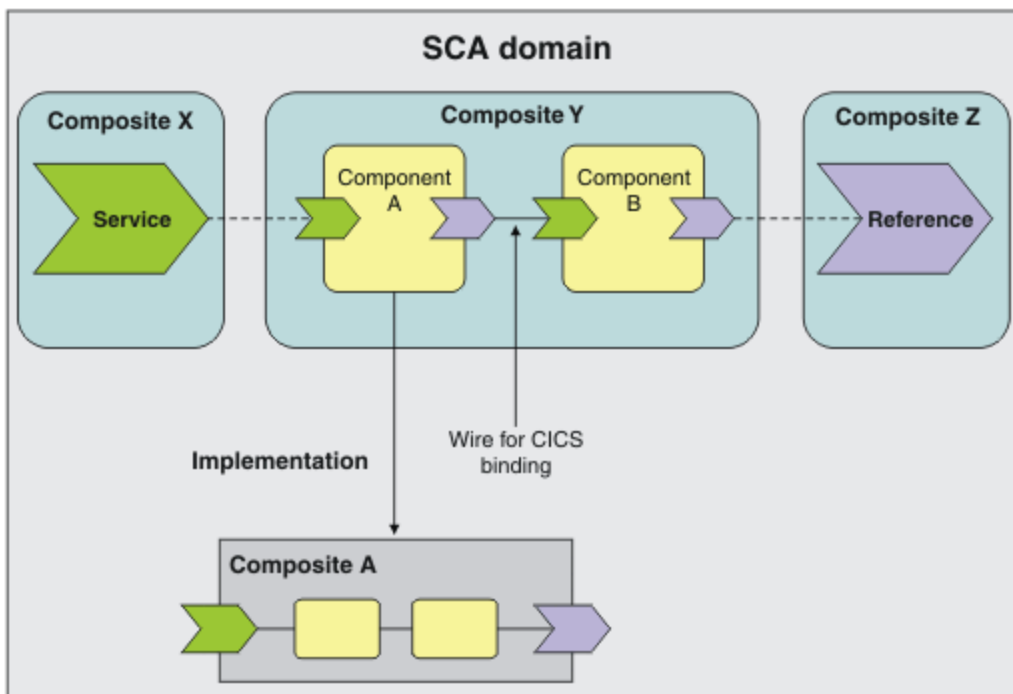 SCA domain
Composite X
Composite Y
Composite Z
Service
Component
A
Component
B
Reference
Wire for CICS
binding
Implementation
Composite A